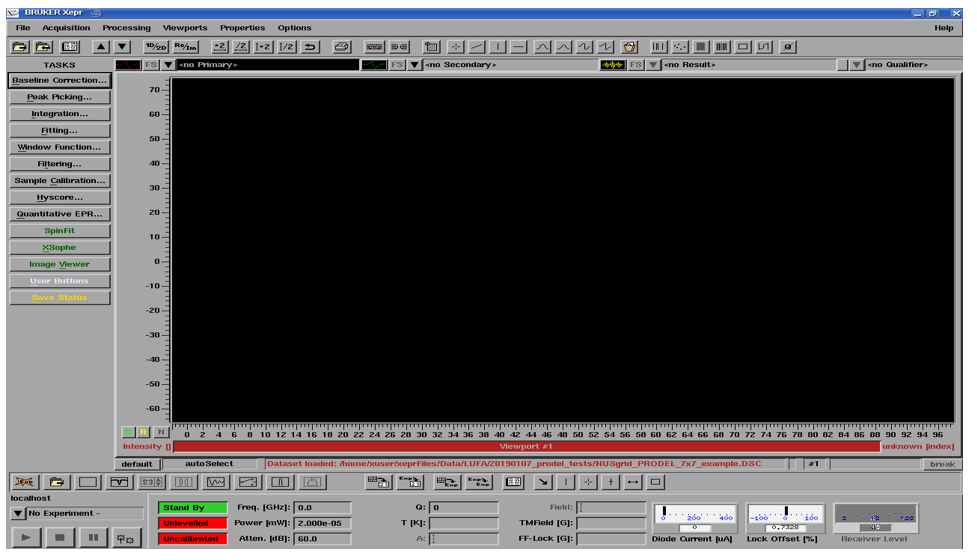 BRUKER Xepr
File Acquisition Processing Viewports Properties Options Help
1D/2D Re/Im
TASKS FS <no Primary> FS <no Secondary> FS <no Result> <no Qualifier>
Baseline Correction...
Peak Picking...
Integration...
Fitting...
Window Function...
Filtering...
Sample Calibration...
Hyscore...
Quantitative EPR...
SpinFit
XSophe
Image Viewer
User Buttons
Save Status
70
60
50
40
30
20
10
0
-10
-20
-30
-40
-50
-60
0 2 4 6 8 10 12 14 16 18 20 22 24 26 28 30 32 34 36 38 40 42 44 46 48 50 52 54 56 58 60 62 64 66 68 70 72 74 76 78 80 82 84 86 88 90 92 94 96
Intensity [] Viewport #1 unknown [index]
default autoSelect Dataset loaded: /home/xuser/xeprFiles/Data/LUFA/20190107_prodel_tests/NUSgrid_PRODEL_7x7_example.DSC #1 break
localhost
No Experiment -
Stand By Freq. [GHz]: 0.0 Q: 0 Field:
Unlevelled Power [mW]: 2.000e-05 T [K]: TMField [G]:
Uncalibrated Atten. [dB]: 60.0 A: FF-Lock [G]:
0 200 400
0
Diode Current [uA]
-100 0 100
0,7328
Lock Offset [%]
Receiver Level